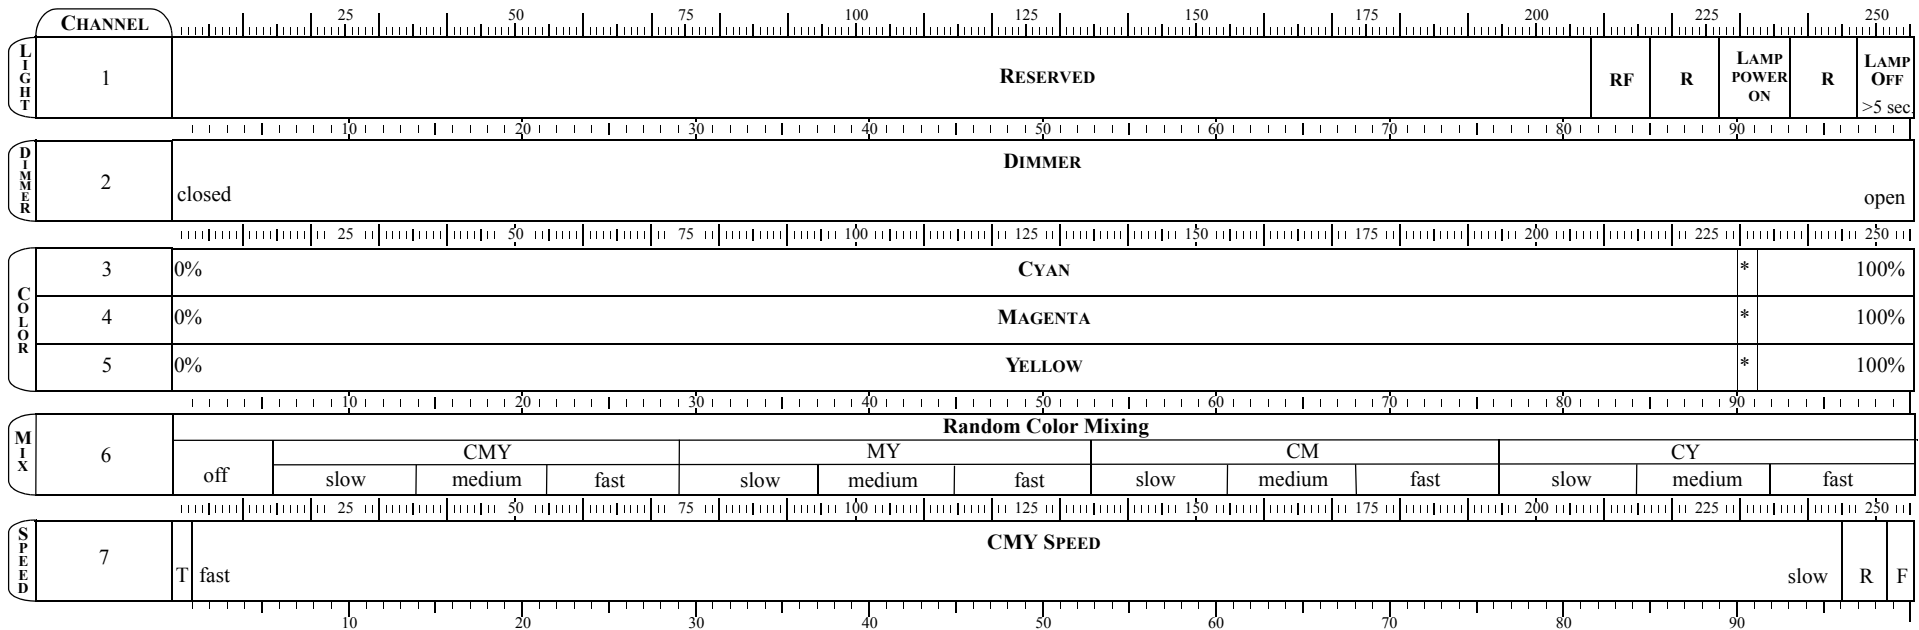 CHANNEL 25 50 75 100 125 150 175 200 225 250
LIGHT 1 RESERVED RF R LAMP POWER ON R LAMP OFF >5 sec.
10 20 30 40 50 60 70 80 90
DIMMER 2 DIMMER
closed open
25 50 75 100 125 150 175 200 225 250
COLOR
3 0% CYAN * 100%
4 0% MAGENTA * 100%
5 0% YELLOW * 100%
10 20 30 40 50 60 70 80 90
MIX 6 Random Color Mixing
CMY MY CM CY
off slow medium fast slow medium fast slow medium fast slow medium fast
25 50 75 100 125 150 175 200 225 250
SPEED 7 CMY SPEED
T fast slow R F
10 20 30 40 50 60 70 80 90